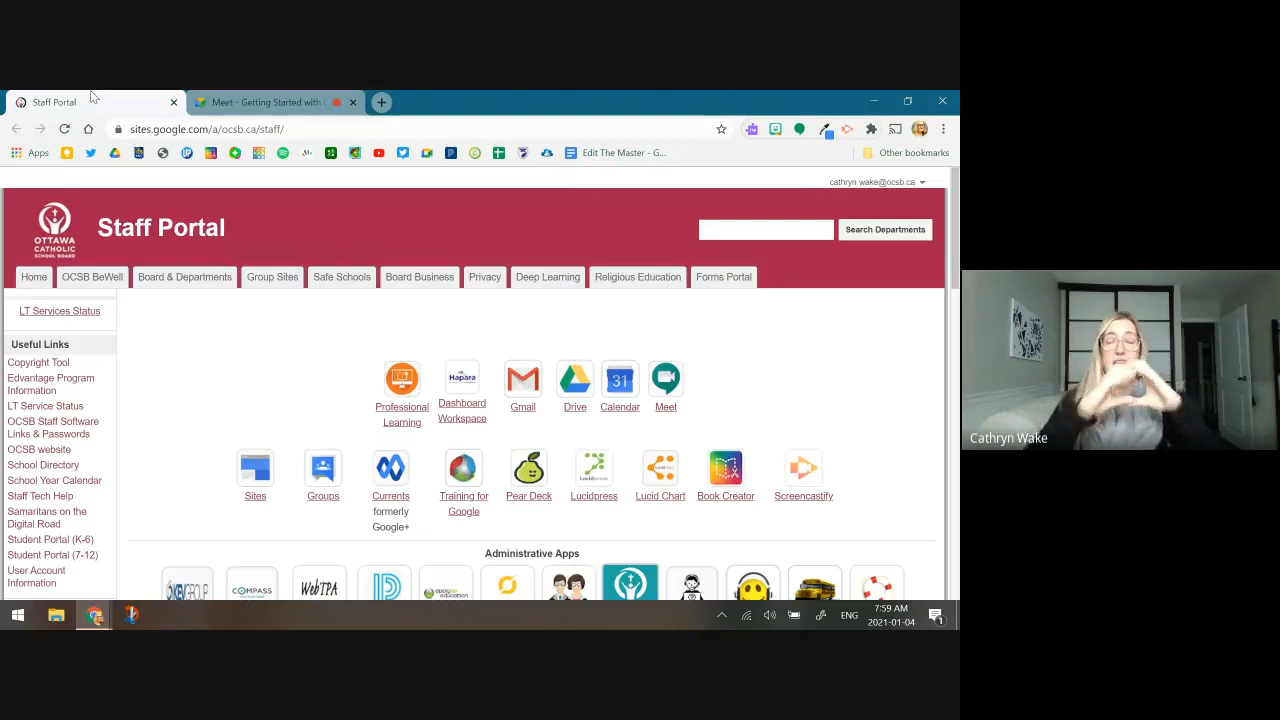 Staff Portal
Meet - Getting Started with
sites.google.com/a/ocsb.ca/staff/
Apps
Edit The Master - G...
Other bookmarks
cathryn.wake@ocsb.ca
OTTAWA
CATHOLIC
SCHOOL BOARD
Staff Portal
Search Departments
Home
OCSB BeWell
Board & Departments
Group Sites
Safe Schools
Board Business
Privacy
Deep Learning
Religious Education
Forms Portal
LT Services Status
Useful Links
Copyright Tool
Edvantage Program
Information
LT Service Status
OCSB Staff Software
Links & Passwords
OCSB website
School Directory
School Year Calendar
Staff Tech Help
Samaritans on the
Digital Road
Student Portal (K-6)
Student Portal (7-12)
User Account
Information
Professional
Learning
Hapara
Dashboard
Workspace
Gmail
Drive
31
Calendar
Meet
Sites
Groups
Currents
formerly
Google+
Training for
Google
Pear Deck
Lucidpress
Lucidpress
Lucid Chart
Book Creator
Screencastify
Administrative Apps
KEVGROUP
COMPASS
WebTPA
apply to education
ENG
7:59 AM
2021-01-04
1
Cathryn Wake